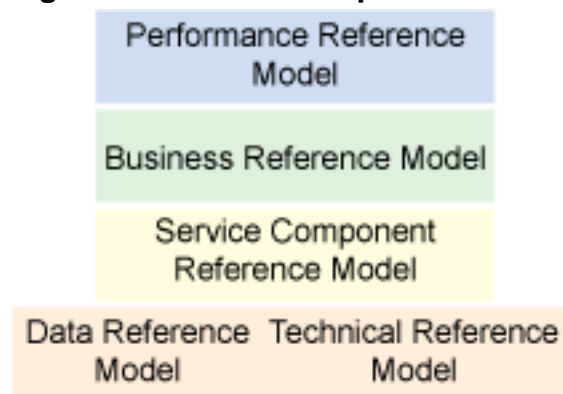 Performance Reference
Model
Business Reference Model
Service Component
Reference Model
Data Reference Technical Reference
Model Model